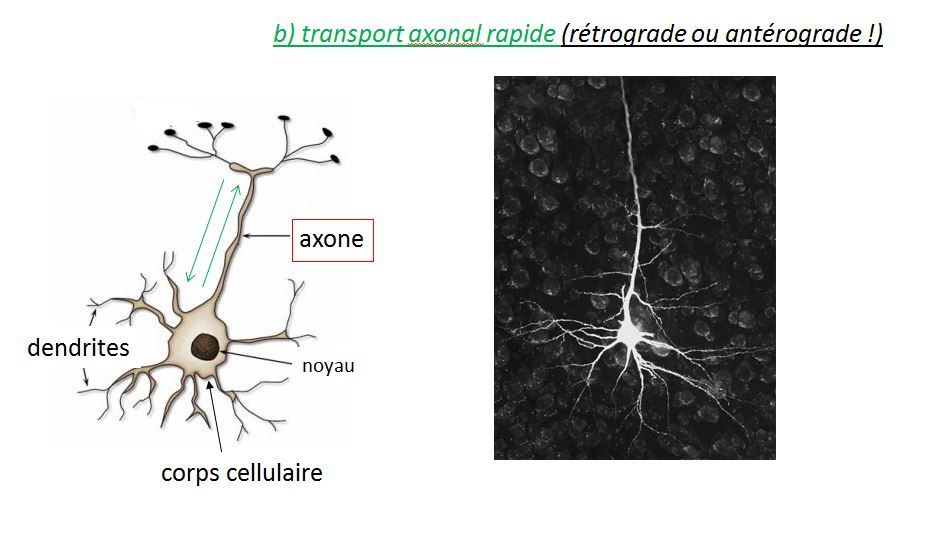 b) transport axonal rapide (rétrograde ou antérograde !)
axone
dendrites
noyau
corps cellulaire